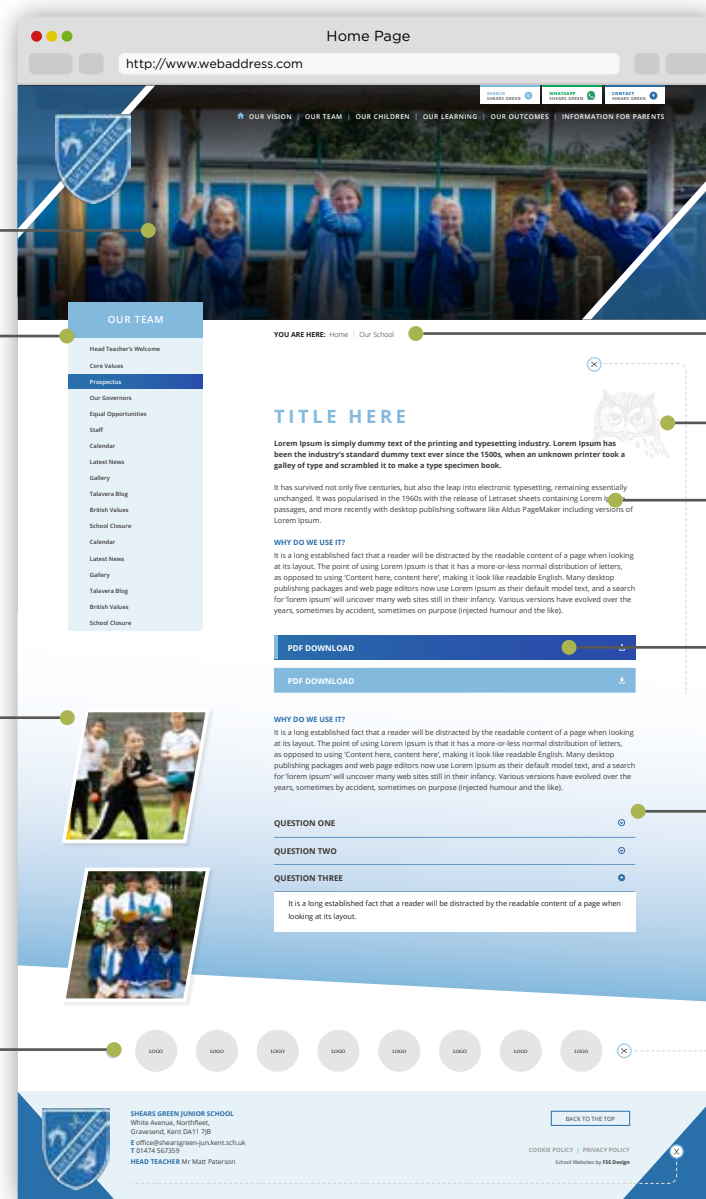 Home Page
http://www.webaddress.com
SEARCH
SHEARS GREEN
WHATSAPP
SHEARS GREEN
CONTACT
SHEARS GREEN
OUR VISION | OUR TEAM | OUR CHILDREN | OUR LEARNING | OUR OUTCOMES | INFORMATION FOR PARENTS
SHEARS GREEN
OUR TEAM
YOU ARE HERE: Home | Our School
Head Teacher's Welcome
Core Values
Prospectus
Our Governors
Equal Opportunities
Staff
Calendar
Latest News
Gallery
Talavera Blog
British Values
School Closure
Calendar
Latest News
Gallery
Talavera Blog
British Values
School Closure
TITLE HERE
Lorem Ipsum is simply dummy text of the printing and typesetting industry. Lorem Ipsum has
been the industry's standard dummy text ever since the 1500s, when an unknown printer took a
galley of type and scrambled it to make a type specimen book.
It has survived not only five centuries, but also the leap into electronic typesetting, remaining essentially
unchanged. It was popularised in the 1960s with the release of Letraset sheets containing Lorem Ipsum
passages, and more recently with desktop publishing software like Aldus PageMaker including versions of
Lorem Ipsum.
WHY DO WE USE IT?
It is a long established fact that a reader will be distracted by the readable content of a page when looking
at its layout. The point of using Lorem Ipsum is that it has a more-or-less normal distribution of letters,
as opposed to using 'Content here, content here', making it look like readable English. Many desktop
publishing packages and web page editors now use Lorem Ipsum as their default model text, and a search
for 'lorem ipsum' will uncover many web sites still in their infancy. Various versions have evolved over the
years, sometimes by accident, sometimes on purpose (injected humour and the like).
PDF DOWNLOAD
PDF DOWNLOAD
WHY DO WE USE IT?
It is a long established fact that a reader will be distracted by the readable content of a page when looking
at its layout. The point of using Lorem Ipsum is that it has a more-or-less normal distribution of letters,
as opposed to using 'Content here, content here', making it look like readable English. Many desktop
publishing packages and web page editors now use Lorem Ipsum as their default model text, and a search
for 'lorem ipsum' will uncover many web sites still in their infancy. Various versions have evolved over the
years, sometimes by accident, sometimes on purpose (injected humour and the like).
QUESTION ONE
QUESTION TWO
QUESTION THREE
It is a long established fact that a reader will be distracted by the readable content of a page when
looking at its layout.
LOGO LOGO LOGO LOGO LOGO LOGO LOGO LOGO
SHEARS GREEN
SHEARS GREEN JUNIOR SCHOOL
White Avenue, Northfleet,
Gravesend, Kent DA11 7JB
E office@shearsgreen-jun.kent.sch.uk
T 01474 567359
HEAD TEACHER Mr Matt Paterson
BACK TO THE TOP
COOKIE POLICY | PRIVACY POLICY
School Websites by FSE Design